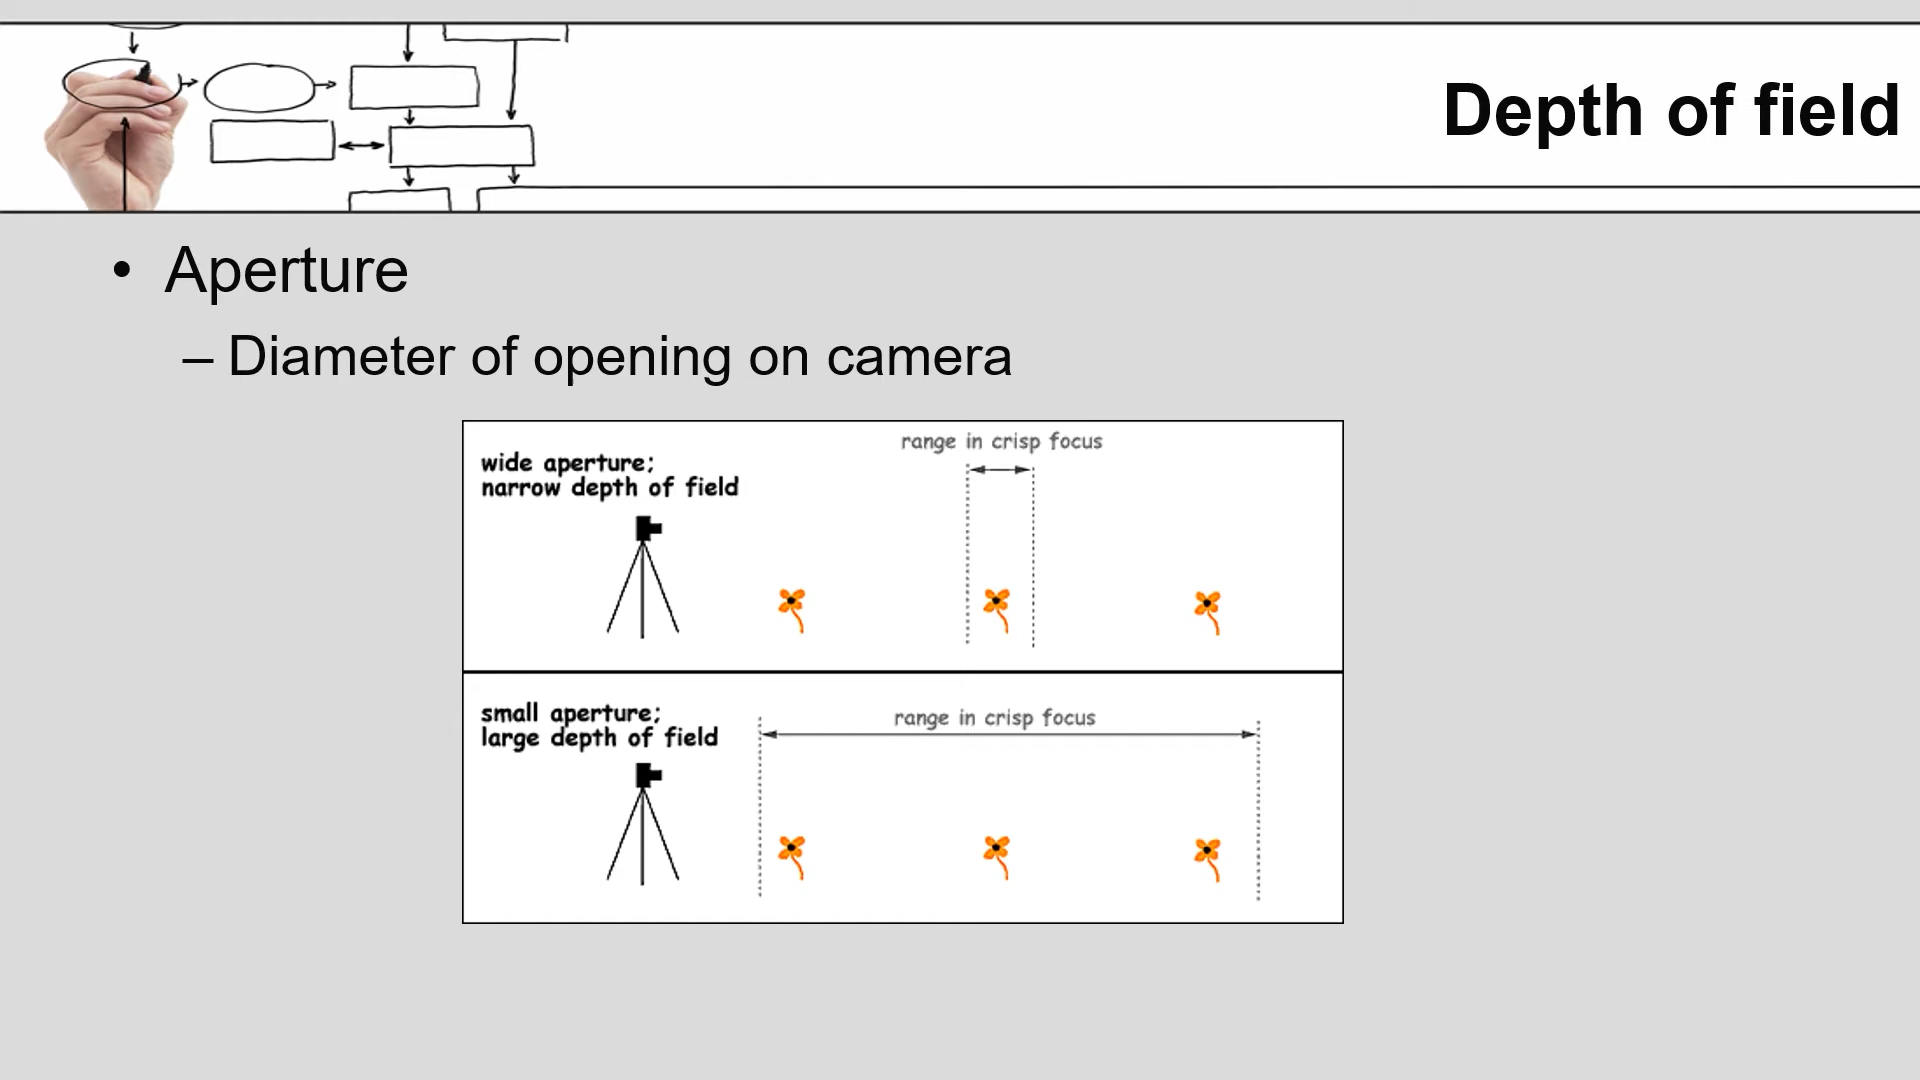 Depth of field
• Aperture
– Diameter of opening on camera
range in crisp focus
wide aperture;
narrow depth of field
small aperture;
large depth of field
range in crisp focus